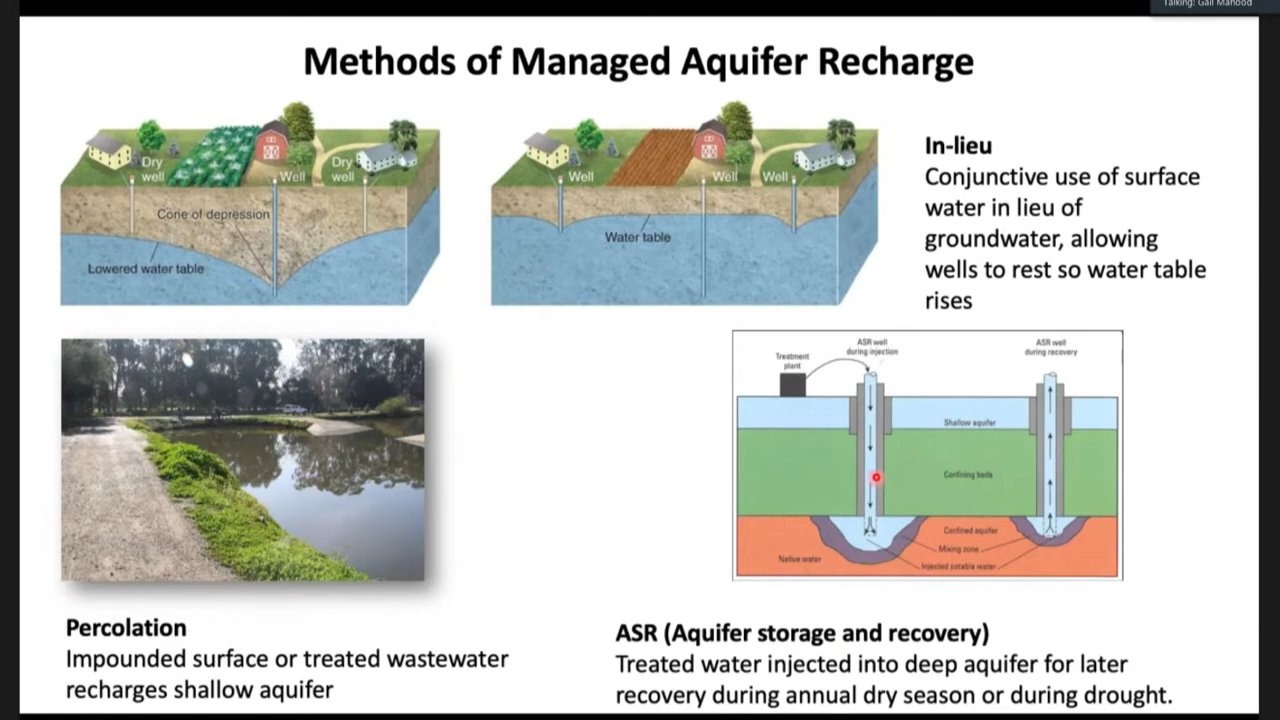 Talking: Gail Mahood
Methods of Managed Aquifer Recharge
Dry
well
Well
Dry
well
Cone of depression
Lowered water table
Well
Well
Well
Water table
In-lieu
Conjunctive use of surface
water in lieu of
groundwater, allowing
wells to rest so water table
rises
Treatment
plant
ASR well
during injection
ASR well
during recovery
Shallow aquifer
Confining beds
Confined aquifer
Mixing zone
Native water
Injected potable water
Percolation
Impounded surface or treated wastewater
recharges shallow aquifer
ASR (Aquifer storage and recovery)
Treated water injected into deep aquifer for later
recovery during annual dry season or during drought.